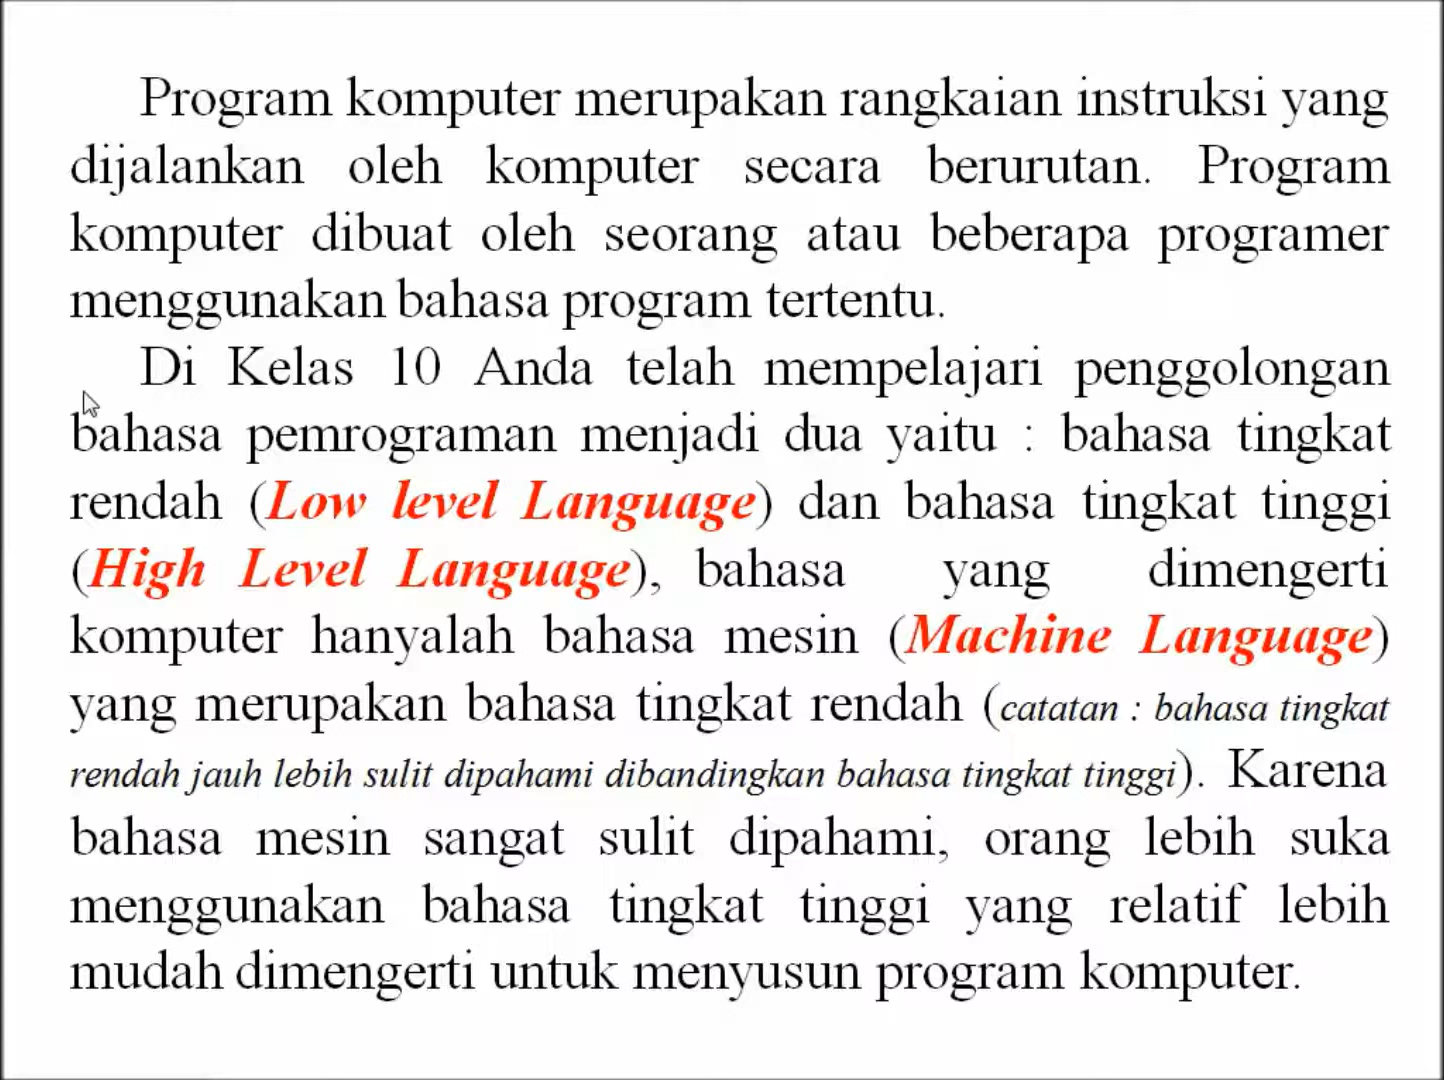 Program komputer merupakan rangkaian instruksi yang
dijalankan oleh komputer secara berurutan. Program
komputer dibuat oleh seorang atau beberapa programer
menggunakan bahasa program tertentu.
Di Kelas 10 Anda telah mempelajari penggolongan
bahasa pemrograman menjadi dua yaitu : bahasa tingkat
rendah (Low level Language) dan bahasa tingkat tinggi
(High Level Language), bahasa yang dimengerti
komputer hanyalah bahasa mesin (Machine Language)
yang merupakan bahasa tingkat rendah (catatan : bahasa tingkat
rendah jauh lebih sulit dipahami dibandingkan bahasa tingkat tinggi). Karena
bahasa mesin sangat sulit dipahami, orang lebih suka
menggunakan bahasa tingkat tinggi yang relatif lebih
mudah dimengerti untuk menyusun program komputer.